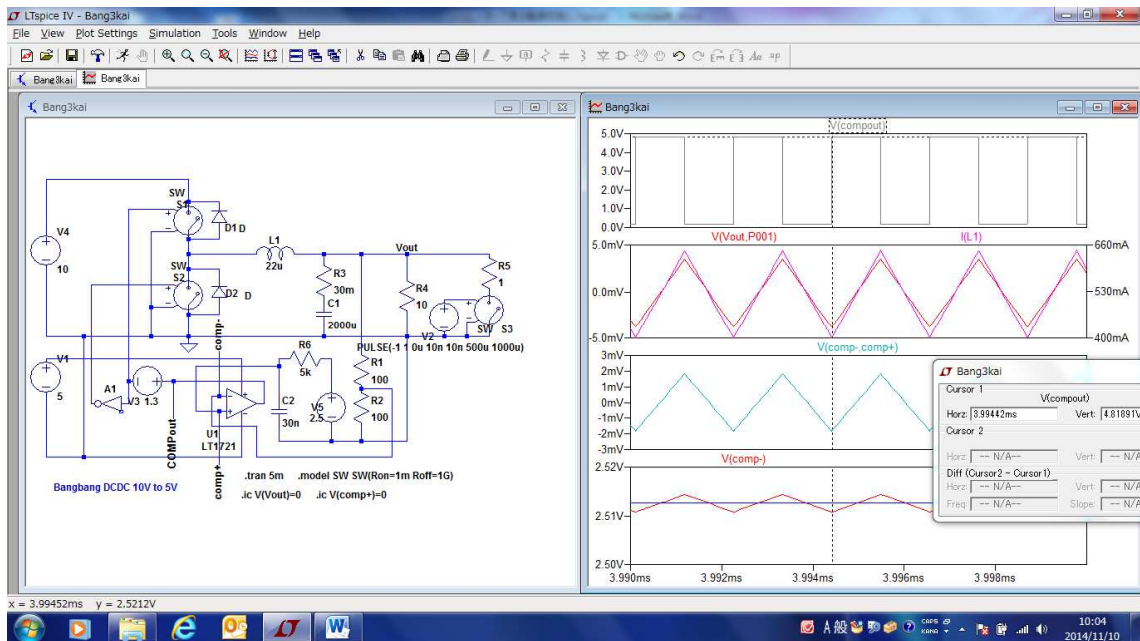 LTspice IV - Bang3kai
File View Plot Settings Simulation Tools Window Help
Bang3kai Bang3kai
Bang3kai
SW
S1
D1 D
V4
10
SW
S2
D2 D
L1
22u
Vout
R3
30m
C1
2000u
R4
10
R5
1
V2
SW S3
PULSE(-1 1 0u 10n 10n 500u 1000u)
comp-
V1
5
A1
V3 1.3
R6
5k
R1
100
R2
100
C2
30n
V5
2.5
U1
LT1721
COMPout
comp+
Bangbang DCDC 10V to 5V
.tran 5m .model SW SW(Ron=1m Roff=1G)
.ic V(Vout)=0 .ic V(comp+)=0
Bang3kai
V(compout)
5.0V
4.0V
3.0V
2.0V
1.0V
0.0V
V(Vout,P001) I(L1)
5.0mV 660mA
0.0mV 530mA
-5.0mV 400mA
V(comp-,comp+)
3mV
2mV
1mV
0mV
-1mV
-2mV
-3mV
V(comp-)
2.52V
2.51V
2.50V
3.990ms 3.992ms 3.994ms 3.996ms 3.998ms
Bang3kai
Cursor 1
V(compout)
Horz: 3.99442ms Vert: 4.81891V
Cursor 2
Horz: -- N/A-- Vert: -- N/A
Diff (Cursor2 - Cursor1)
Horz: -- N/A-- Vert: -- N/A
Freq: -- N/A-- Slope: -- N/A
x = 3.99452ms y = 2.5212V
A 般 CAPS KANA
10:04
2014/11/10